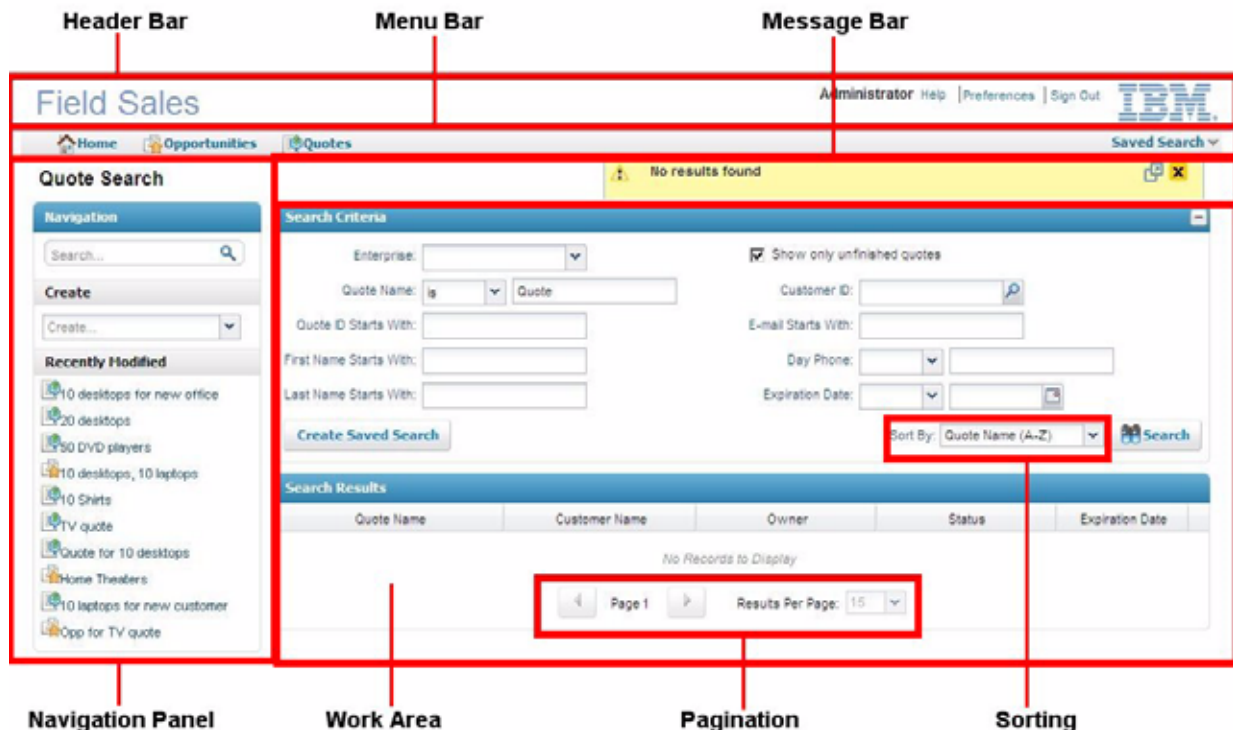 Header Bar Menu Bar Message Bar
Field Sales
Administrator Help | Preferences | Sign Out
IBM.
Home Opportunities Quotes Saved Search
Quote Search
No results found
Navigation
Search...
Create
Create...
Recently Modified
10 desktops for new office
20 desktops
50 DVD players
10 desktops, 10 laptops
10 Shirts
TV quote
Quote for 10 desktops
Home Theaters
10 laptops for new customer
Opp for TV quote
Search Criteria
Enterprise: Show only unfinished quotes
Quote Name: is Quote Customer ID:
Quote ID Starts With: E-mail Starts With:
First Name Starts With: Day Phone:
Last Name Starts With: Expiration Date:
Create Saved Search Sort By: Quote Name (A-Z) Search
Search Results
Quote Name Customer Name Owner Status Expiration Date
No Records to Display
Page 1 Results Per Page: 15
Navigation Panel Work Area Pagination Sorting